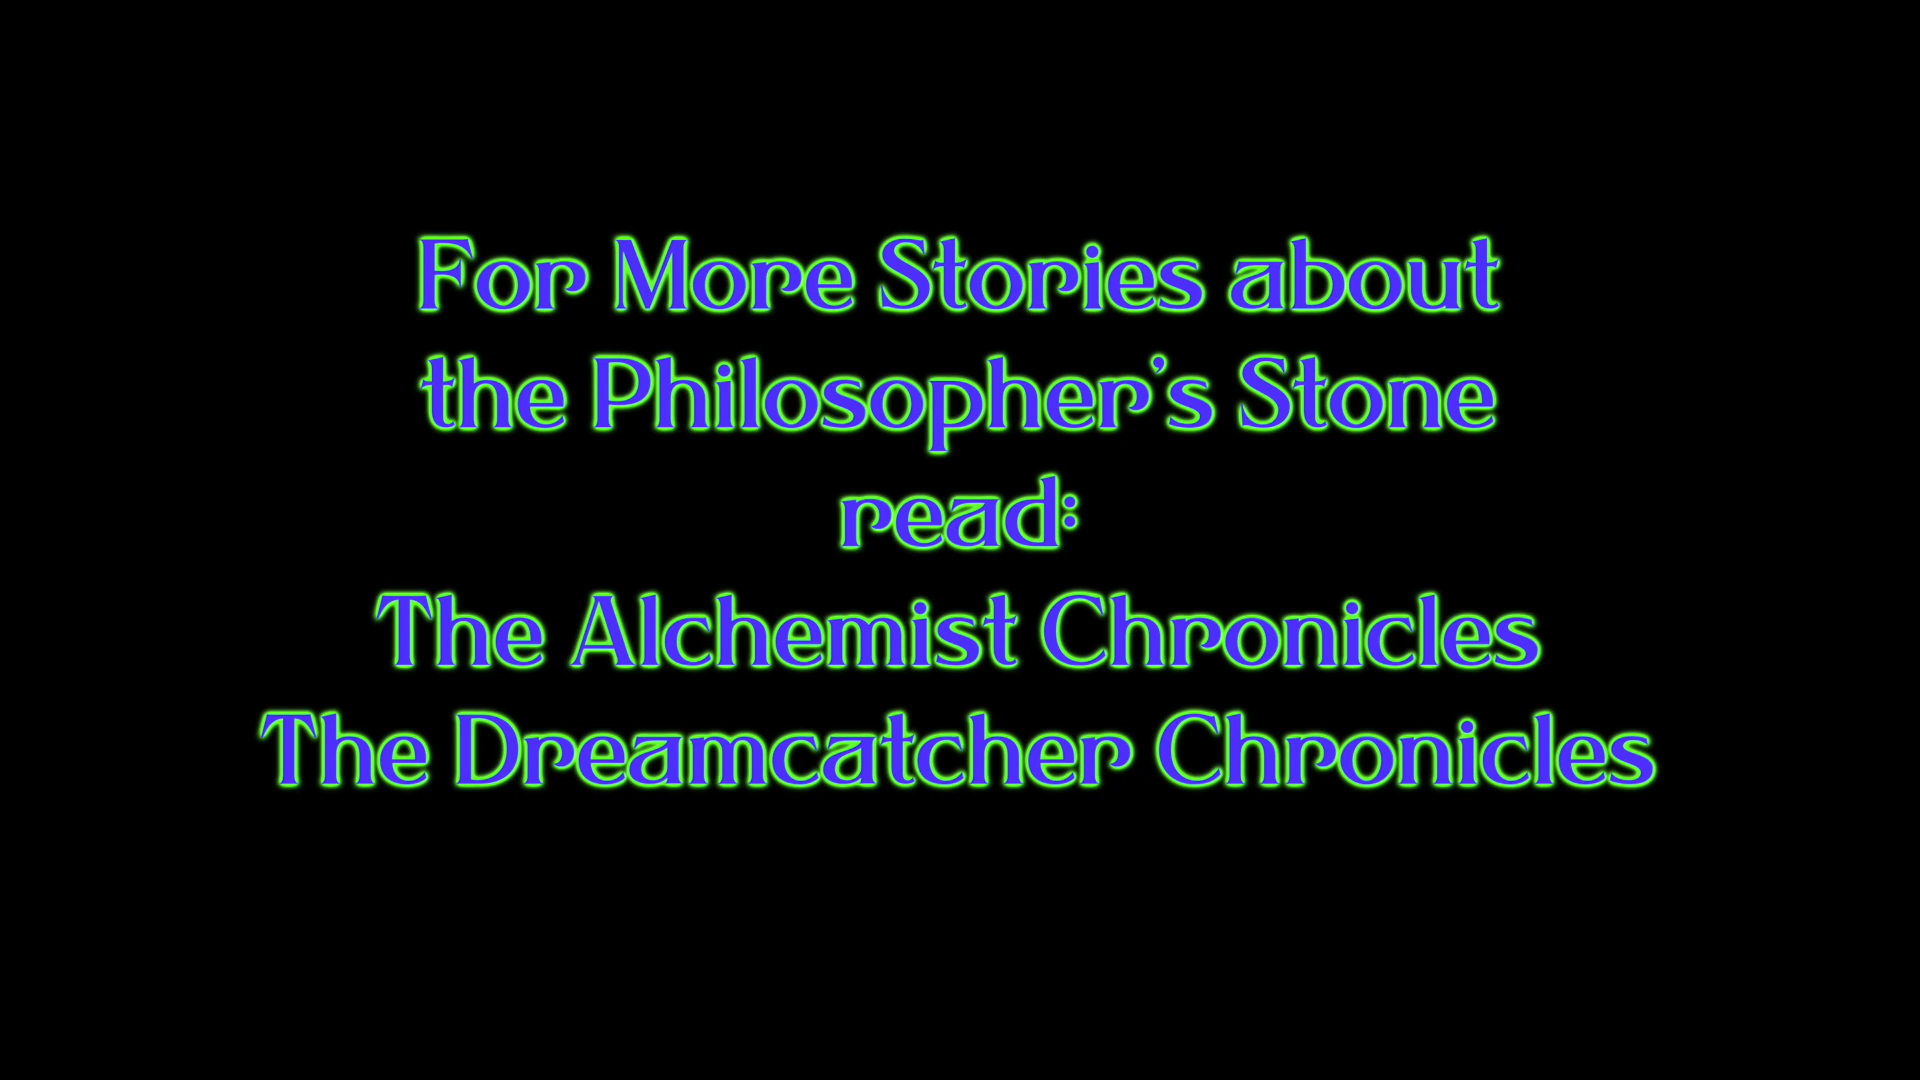 For More Stories about
the Philosopher's Stone
read:
The Alchemist Chronicles
The Dreamcatcher Chronicles